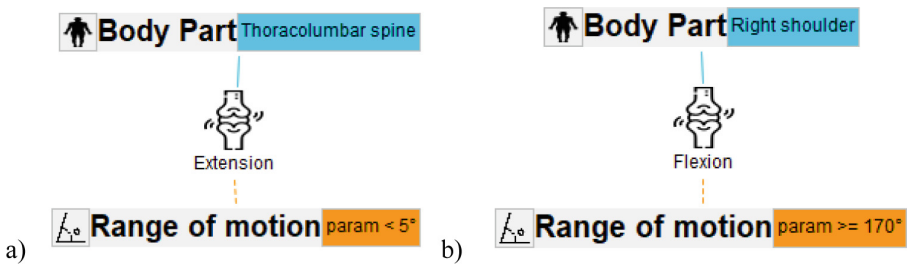 Body Part Thoracolumbar spine
Extension
Range of motion param < 5°
a)
Body Part Right shoulder
Flexion
Range of motion param >= 170°
b)